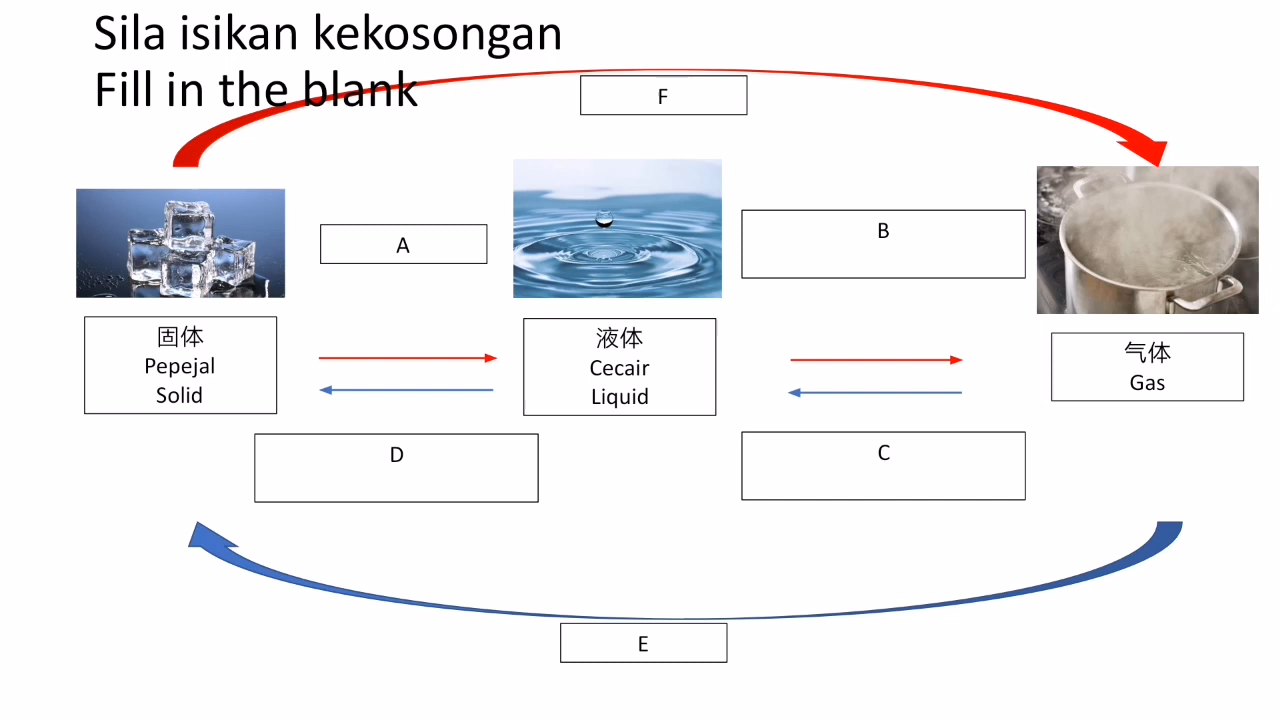 Sila isikan kekosongan
Fill in the blank
F
A
B
固体
Pepejal
Solid
液体
Cecair
Liquid
气体
Gas
D
C
E